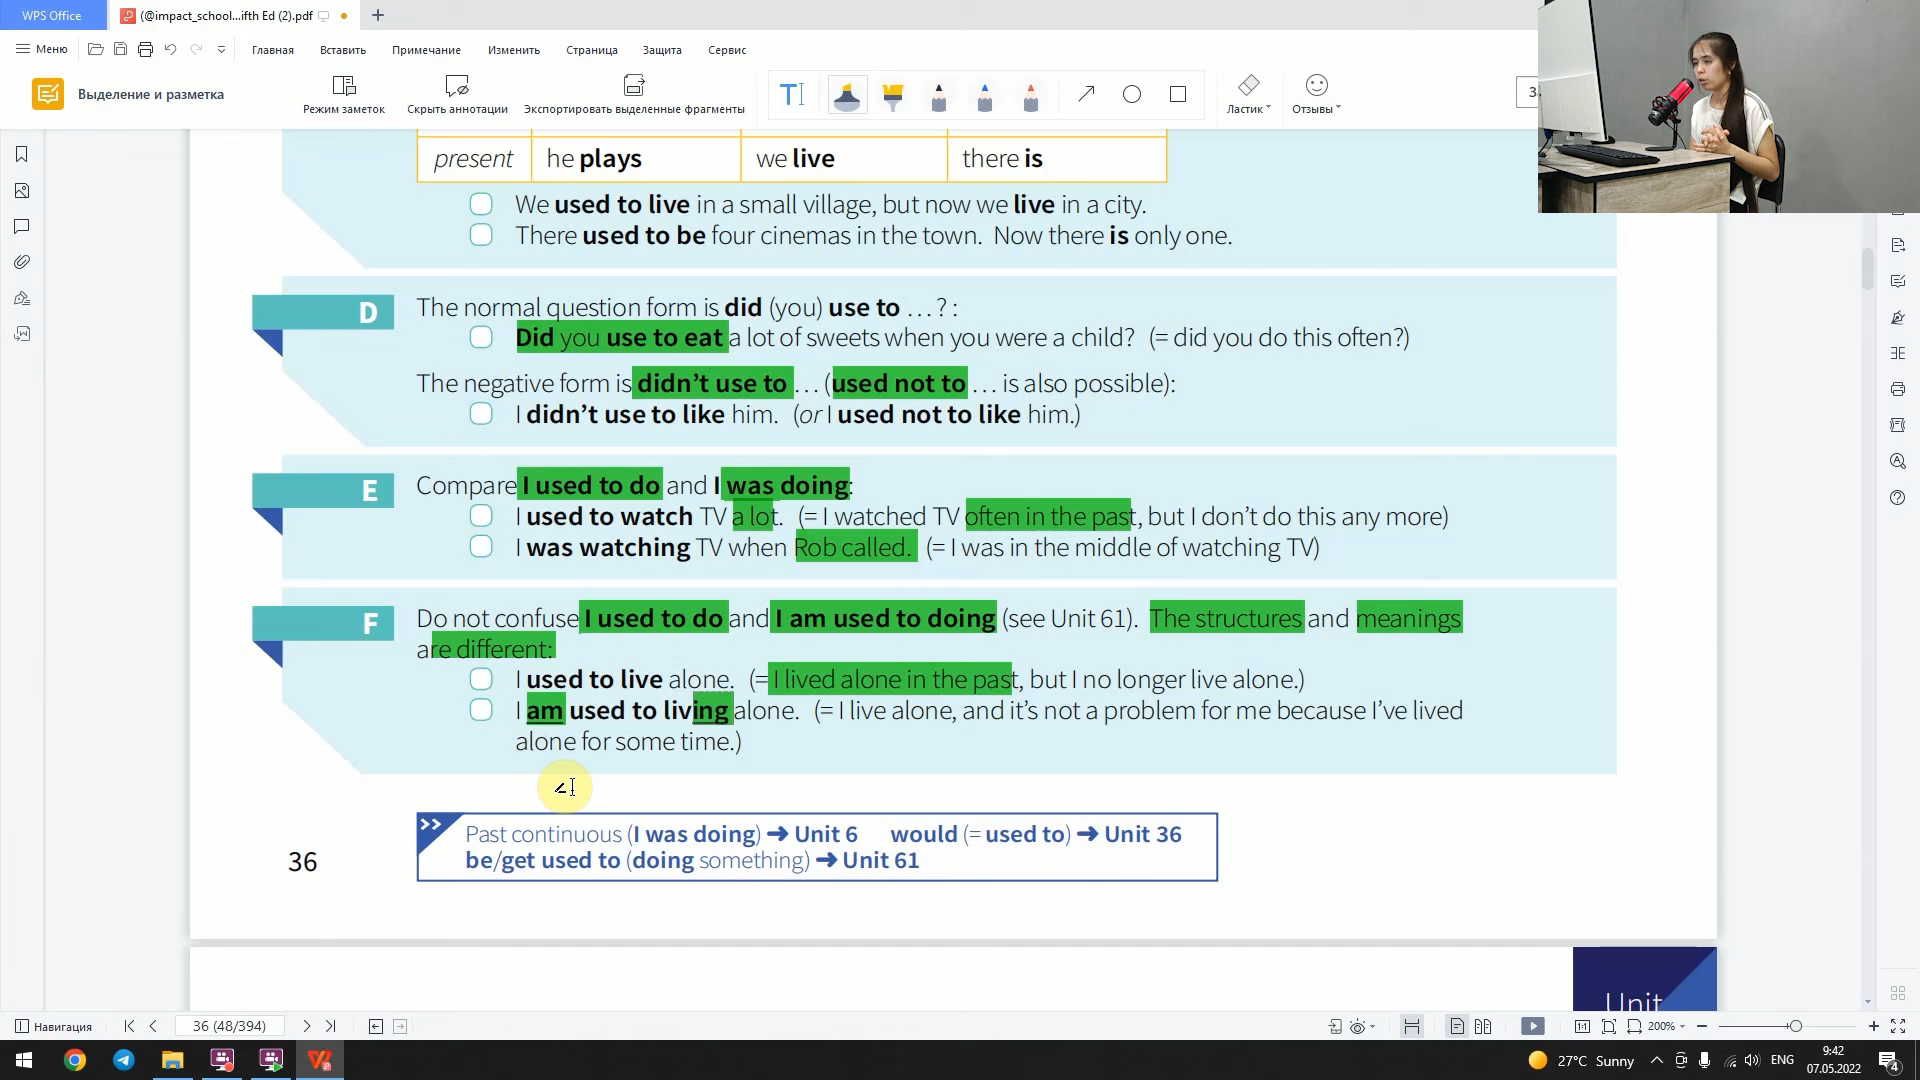 WPS Office
(@impact_school...ifth Ed (2).pdf
Меню
Главная
Вставить
Примечание
Изменить
Страница
Защита
Сервис
Выделение и разметка
Режим заметок
Скрыть аннотации
Экспортировать выделенные фрагменты
Ластик
Отзывы
present he plays we live there is
We used to live in a small village, but now we live in a city.
There used to be four cinemas in the town. Now there is only one.
D
The normal question form is did (you) use to …? :
Did you use to eat a lot of sweets when you were a child? (= did you do this often?)
The negative form is didn’t use to … (used not to … is also possible):
I didn’t use to like him. (or I used not to like him.)
E
Compare I used to do and I was doing:
I used to watch TV a lot. (= I watched TV often in the past, but I don’t do this any more)
I was watching TV when Rob called. (= I was in the middle of watching TV)
F
Do not confuse I used to do and I am used to doing (see Unit 61). The structures and meanings
are different:
I used to live alone. (= I lived alone in the past, but I no longer live alone.)
I am used to living alone. (= I live alone, and it’s not a problem for me because I’ve lived
alone for some time.)
Past continuous (I was doing) ➜ Unit 6 would (= used to) ➜ Unit 36
be/get used to (doing something) ➜ Unit 61
36
Unit
Навигация
36 (48/394)
200%
27°C Sunny
ENG
9:42
07.05.2022
4